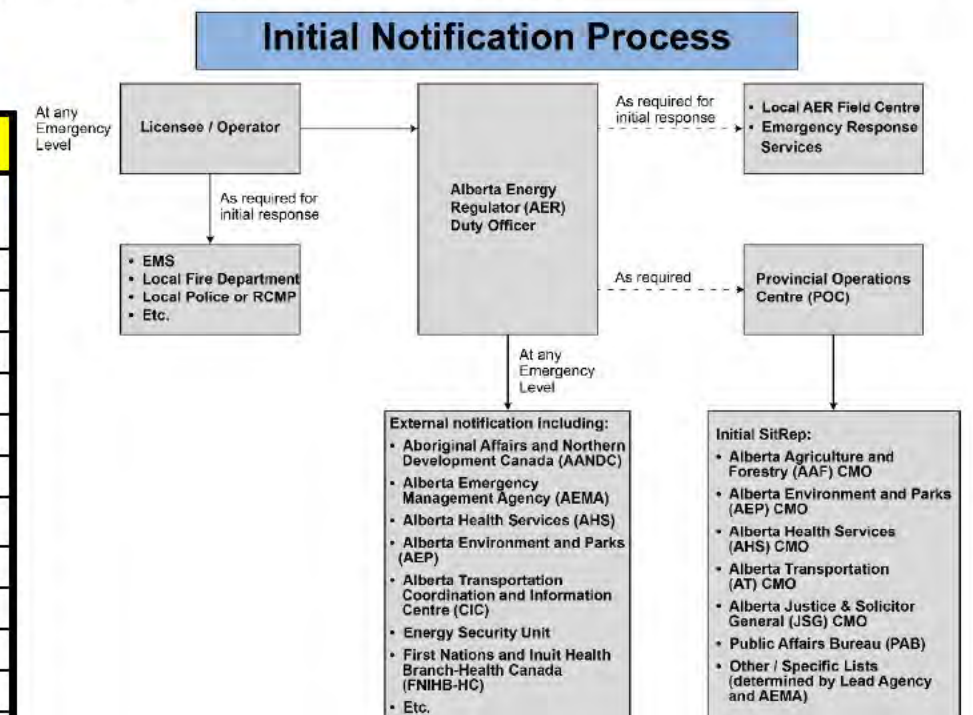 Initial Notification Process
At any
Emergency
Level
Licensee / Operator
As required for
initial response
• EMS
• Local Fire Department
• Local Police or RCMP
• Etc.
Alberta Energy
Regulator (AER)
Duty Officer
As required for
initial response
• Local AER Field Centre
• Emergency Response
Services
As required
Provincial Operations
Centre (POC)
At any
Emergency
Level
External notification including:
• Aboriginal Affairs and Northern
Development Canada (AANDC)
• Alberta Emergency
Management Agency (AEMA)
• Alberta Health Services (AHS)
• Alberta Environment and Parks
(AEP)
• Alberta Transportation
Coordination and Information
Centre (CIC)
• Energy Security Unit
• First Nations and Inuit Health
Branch-Health Canada
(FNIHB-HC)
• Etc.
Initial SitRep:
• Alberta Agriculture and
Forestry (AAF) CMO
• Alberta Environment and Parks
(AEP) CMO
• Alberta Health Services
(AHS) CMO
• Alberta Transportation
(AT) CMO
• Alberta Justice & Solicitor
General (JSG) CMO
• Public Affairs Bureau (PAB)
• Other / Specific Lists
(determined by Lead Agency
and AEMA)